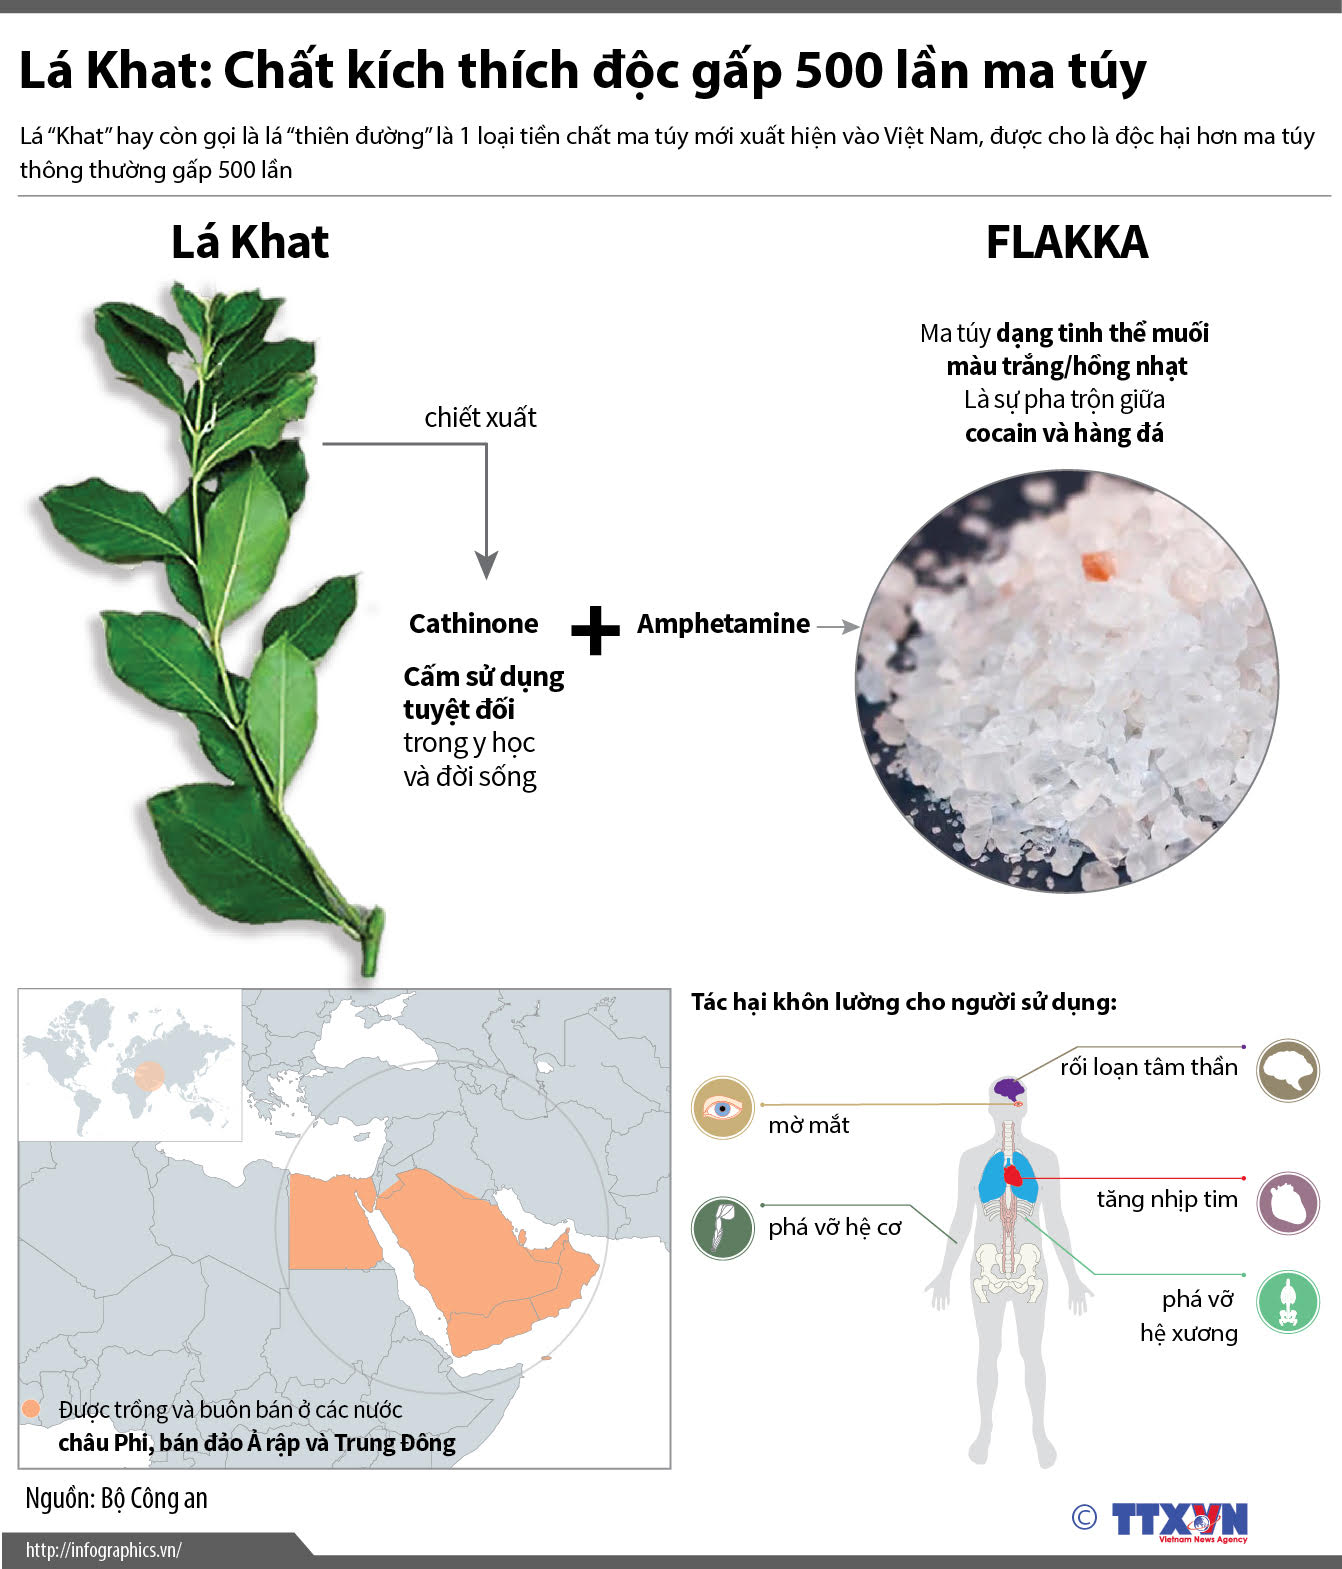 Lá Khat: Chất kích thích độc gấp 500 lần ma túy
Lá “Khat” hay còn gọi là lá “thiên đường” là 1 loại tiền chất ma túy mới xuất hiện vào Việt Nam, được cho là độc hại hơn ma túy
thông thường gấp 500 lần
Lá Khat
FLAKKA
Ma túy dạng tinh thể muối
màu trắng/hồng nhạt
Là sự pha trộn giữa
cocain và hàng đá
chiết xuất
Cathinone + Amphetamine
Cấm sử dụng
tuyệt đối
trong y học
và đời sống
Được trồng và buôn bán ở các nước
châu Phi, bán đảo Ả rập và Trung Đông
Tác hại khôn lường cho người sử dụng:
rối loạn tâm thần
mờ mắt
tăng nhịp tim
phá vỡ hệ cơ
phá vỡ
hệ xương
Nguồn: Bộ Công an
© TTXVN
Vietnam News Agency
http://infographics.vn/